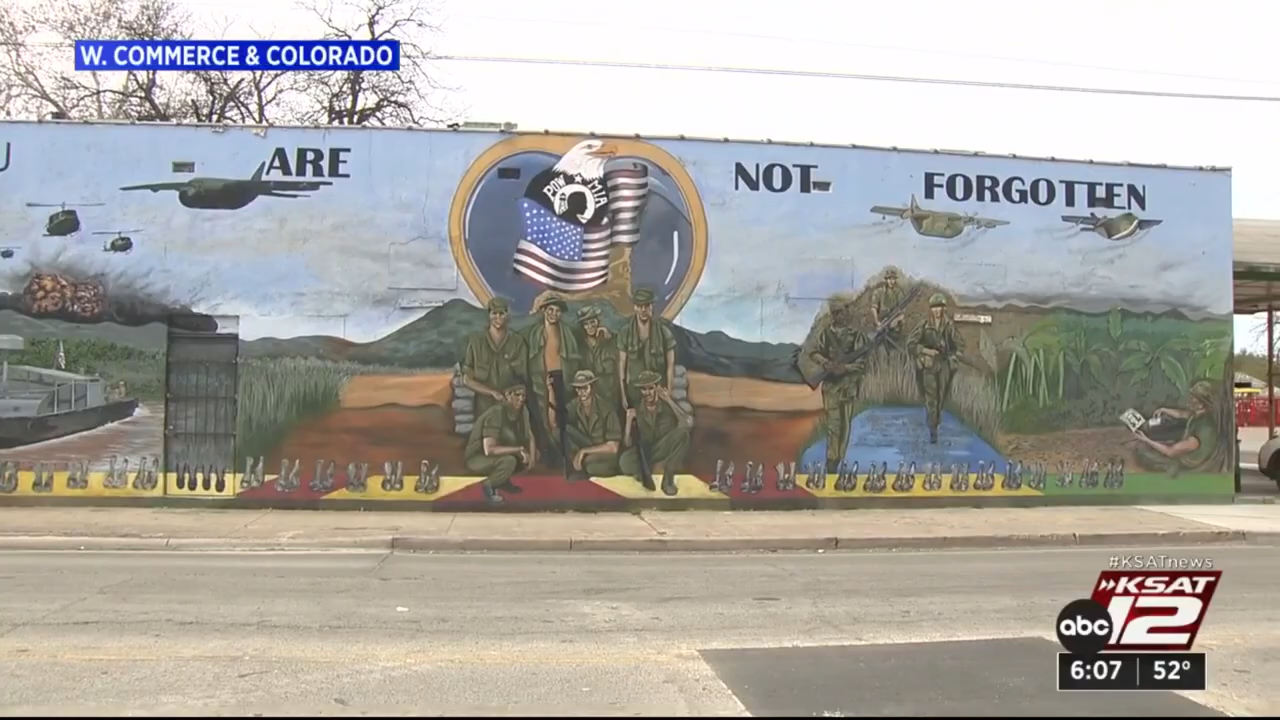 W. COMMERCE & COLORADO
U ARE NOT FORGOTTEN
POW MIA
#KSATnews
KSAT
abc 12
6:07 52°